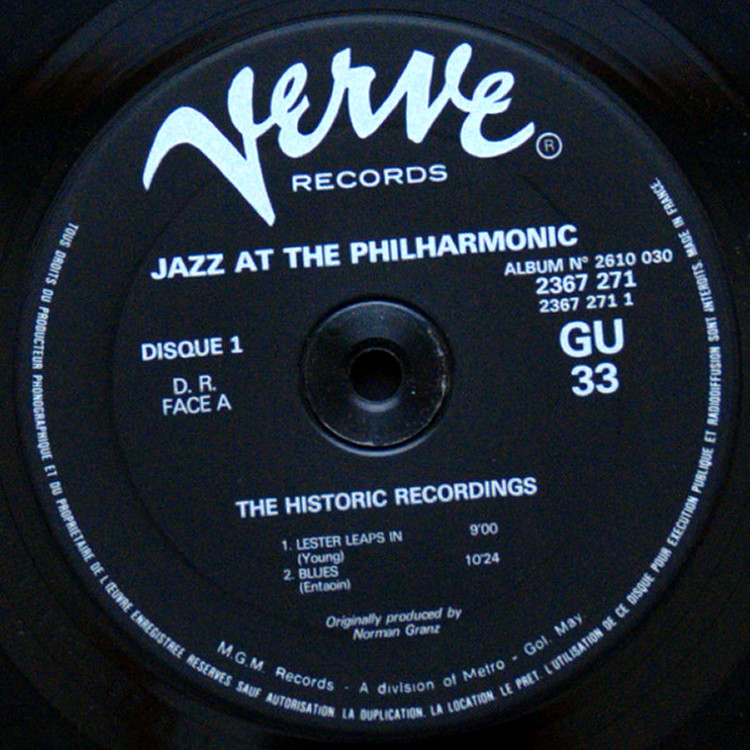 Verve
®
RECORDS
JAZZ AT THE PHILHARMONIC
ALBUM N° 2610 030
2367 271
2367 271 1
GU
33
DISQUE 1
D. R.
FACE A
THE HISTORIC RECORDINGS
1. LESTER LEAPS IN 9'00
(Young)
2. BLUES 10'24
(Entaoin)
Originally produced by
Norman Granz
M.G.M. Records - A division of Metro - Gol. May.
TOUS DROITS DU PRODUCTEUR PHONOGRAPHIQUE ET DU PROPRIETAIRE DE L'ŒUVRE ENREGISTREE RESERVES SAUF AUTORISATION. LA DUPLICATION. LA LOCATION. LE PRET. L'UTILISATION DE CE DISQUE POUR EXECUTION PUBLIQUE ET RADIODIFFUSION SONT INTERDITS. MADE IN FRANCE.